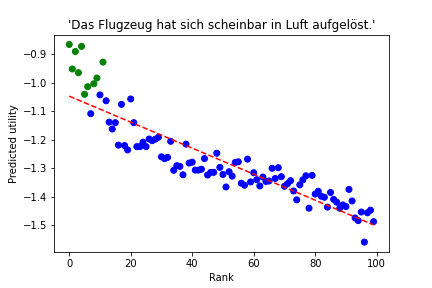 'Das Flugzeug hat sich scheinbar in Luft aufgelöst.'
−0.9
−1.0
−1.1
−1.2
−1.3
−1.4
−1.5
Predicted utility
0 20 40 60 80 100
Rank